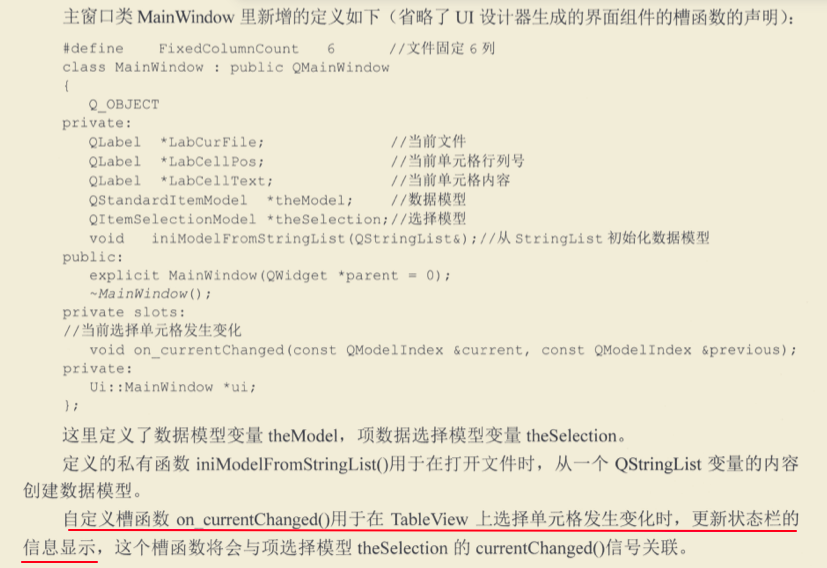 主窗口类 MainWindow 里新增的定义如下（省略了 UI 设计器生成的界面组件的槽函数的声明）：
#define    FixedColumnCount   6      //文件固定 6 列
class MainWindow : public QMainWindow
{
   Q_OBJECT
private:
   QLabel  *LabCurFile;              //当前文件
   QLabel  *LabCellPos;              //当前单元格行列号
   QLabel  *LabCellText;             //当前单元格内容
   QStandardItemModel  *theModel;    //数据模型
   QItemSelectionModel *theSelection;//选择模型
   void   iniModelFromStringList(QStringList&);//从 StringList 初始化数据模型
public:
   explicit MainWindow(QWidget *parent = 0);
   ~MainWindow();
private slots:
//当前选择单元格发生变化
   void on_currentChanged(const QModelIndex &current, const QModelIndex &previous);
private:
   Ui::MainWindow *ui;
};
这里定义了数据模型变量 theModel，项数据选择模型变量 theSelection。
定义的私有函数 iniModelFromStringList()用于在打开文件时，从一个 QStringList 变量的内容
创建数据模型。
自定义槽函数 on_currentChanged()用于在 TableView 上选择单元格发生变化时，更新状态栏的
信息显示，这个槽函数将会与项选择模型 theSelection 的 currentChanged()信号关联。